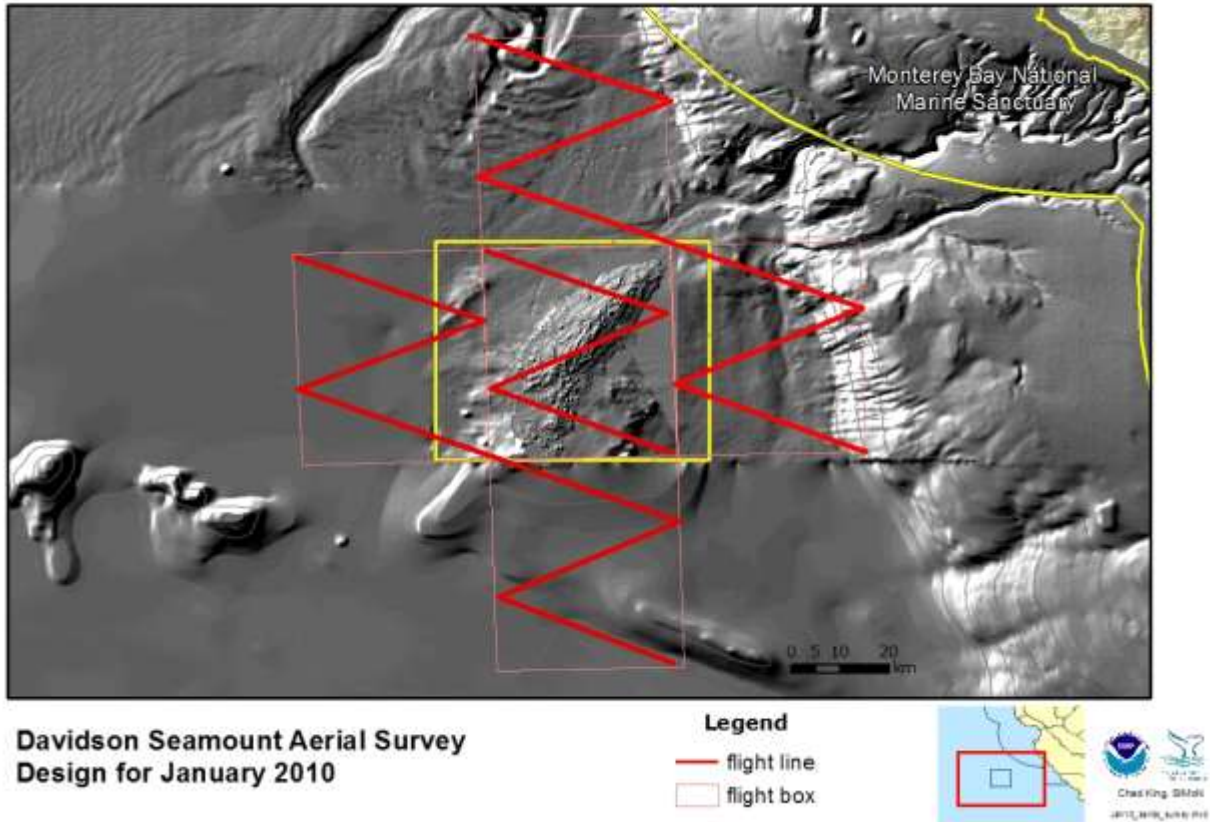 Monterey Bay National
Marine Sanctuary
0 5 10 20
km
Davidson Seamount Aerial Survey
Design for January 2010
Legend
flight line
flight box
Chad King, SIMoN